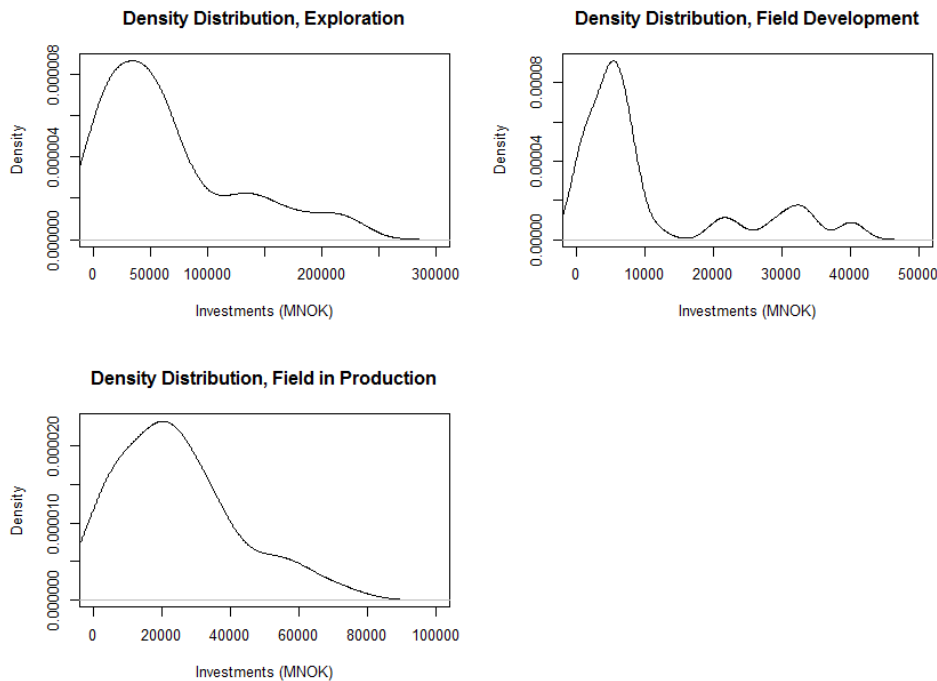 Density Distribution, Exploration
Density
0.000000 0.000004 0.000008
0 50000 100000 200000 300000
Investments (MNOK)
Density Distribution, Field Development
Density
0.00000 0.00004 0.00008
0 10000 20000 30000 40000 50000
Investments (MNOK)
Density Distribution, Field in Production
Density
0.000000 0.000010 0.000020
0 20000 40000 60000 80000 100000
Investments (MNOK)